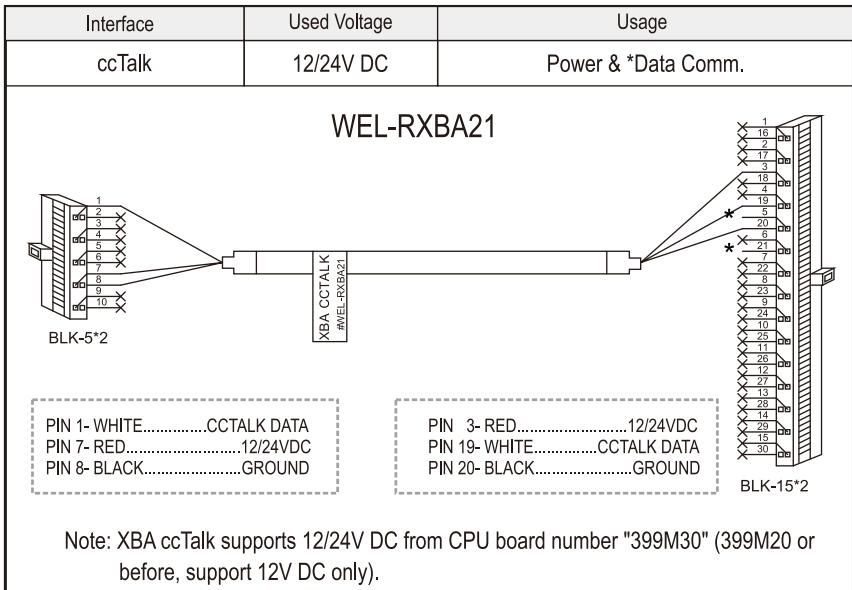 Interface Used Voltage Usage
ccTalk 12/24V DC Power & *Data Comm.
WEL-RXBA21
1
2
3
4
5
6
7
8
9
10
BLK-5*2
XBA CCTALK
#WEL-RXBA21
1
16
2
17
3
18
4
19
* 5
20
6
* 21
7
22
8
23
9
24
10
25
11
26
12
27
13
28
14
29
15
30
BLK-15*2
PIN 1- WHITE.............CCTALK DATA
PIN 7- RED.......................12/24VDC
PIN 8- BLACK...................GROUND
PIN 3- RED......................12/24VDC
PIN 19- WHITE............CCTALK DATA
PIN 20- BLACK.................GROUND
Note: XBA ccTalk supports 12/24V DC from CPU board number "399M30" (399M20 or
before, support 12V DC only).